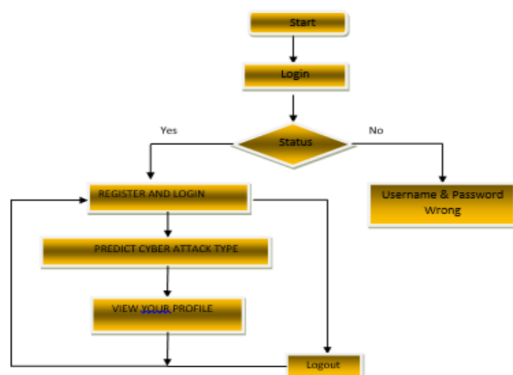 Start
Login
Status
Yes
No
REGISTER AND LOGIN
Username & Password
Wrong
PREDICT CYBER ATTACK TYPE
VIEW YOUR PROFILE
Logout